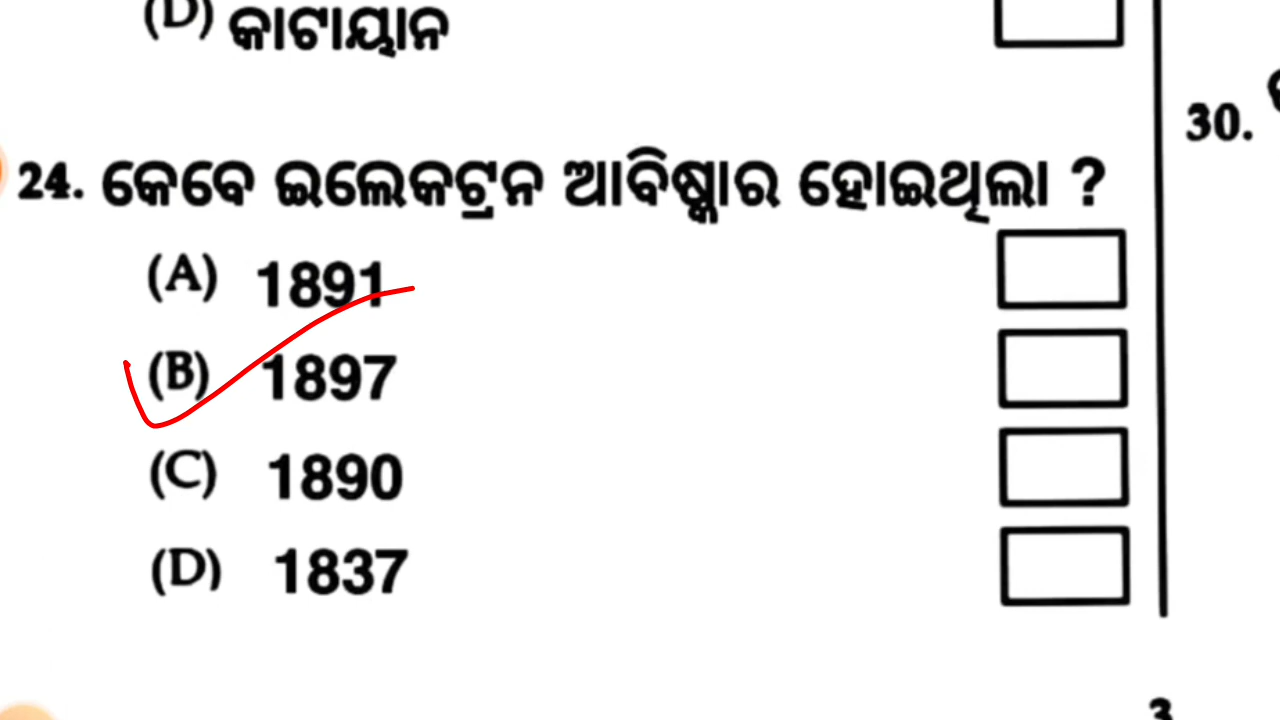 (D) କାଟାୟାନ
30.
24. କେବେ ଇଲେକଟ୍ରନ ଆବିଷ୍କାର ହୋଇଥିଲା ?
(A) 1891
(B) 1897
(C) 1890
(D) 1837
3